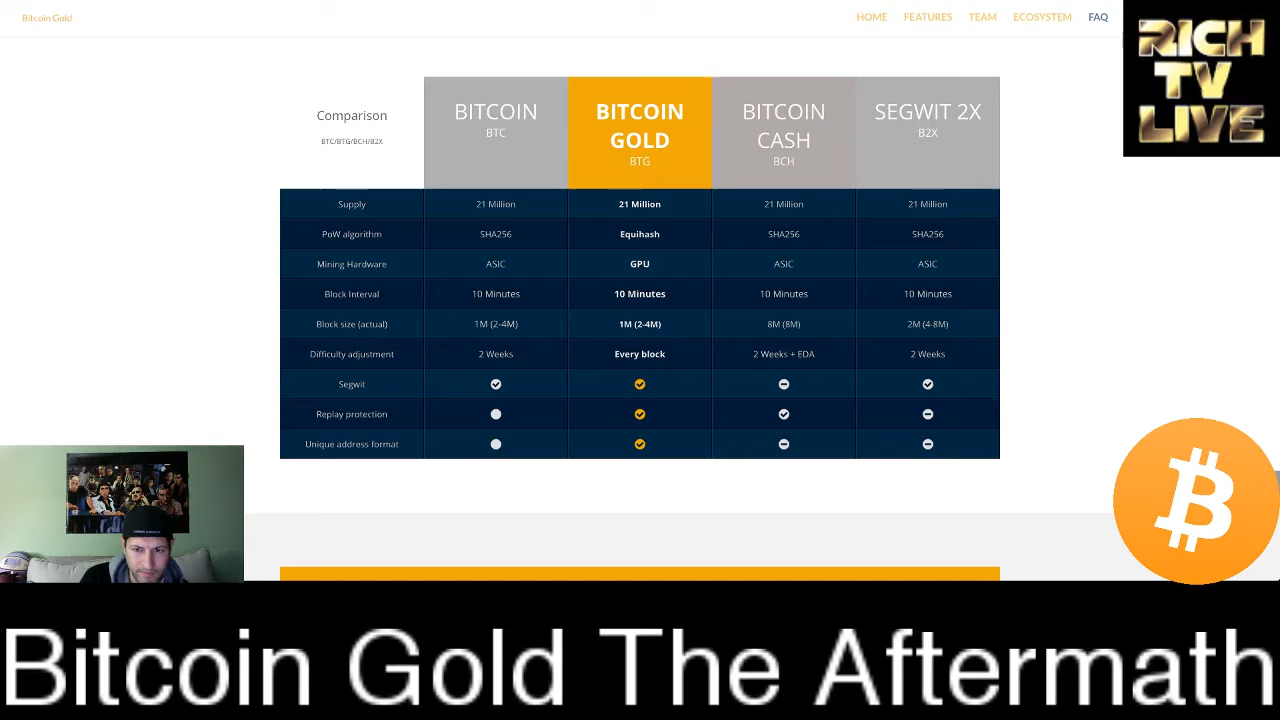 Bitcoin Gold
HOME FEATURES TEAM ECOSYSTEM FAQ
RICH
TV
LIVE
Comparison
BTC/BTG/BCH/B2X
BITCOIN
BTC
BITCOIN
GOLD
BTG
BITCOIN
CASH
BCH
SEGWIT 2X
B2X
Supply 21 Million 21 Million 21 Million 21 Million
PoW algorithm SHA256 Equihash SHA256 SHA256
Mining Hardware ASIC GPU ASIC ASIC
Block Interval 10 Minutes 10 Minutes 10 Minutes 10 Minutes
Block size (actual) 1M (2-4M) 1M (2-4M) 8M (8M) 2M (4-8M)
Difficulty adjustment 2 Weeks Every block 2 Weeks + EDA 2 Weeks
Segwit
Replay protection
Unique address format
Bitcoin Gold The Aftermath